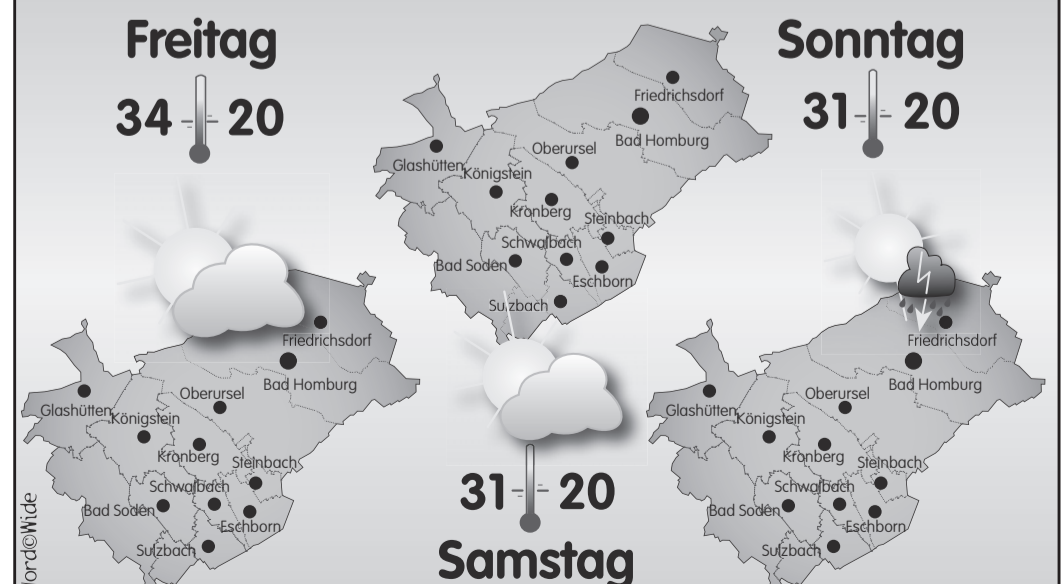 Freitag
34 20
Friedrichsdorf
Bad Homburg
Glashütten
Oberursel
Königstein
Kronberg
Steinbach
Schwalbach
Bad Soden
Eschborn
Sulzbach
Friedrichsdorf
Bad Homburg
Oberursel
Glashütten
Königstein
Kronberg
Steinbach
Schwalbach
Bad Soden
Eschborn
Sulzbach
31 20
Samstag
Sonntag
31 20
Friedrichsdorf
Bad Homburg
Glashütten
Oberursel
Königstein
Kronberg
Steinbach
Schwalbach
Bad Soden
Eschborn
Sulzbach